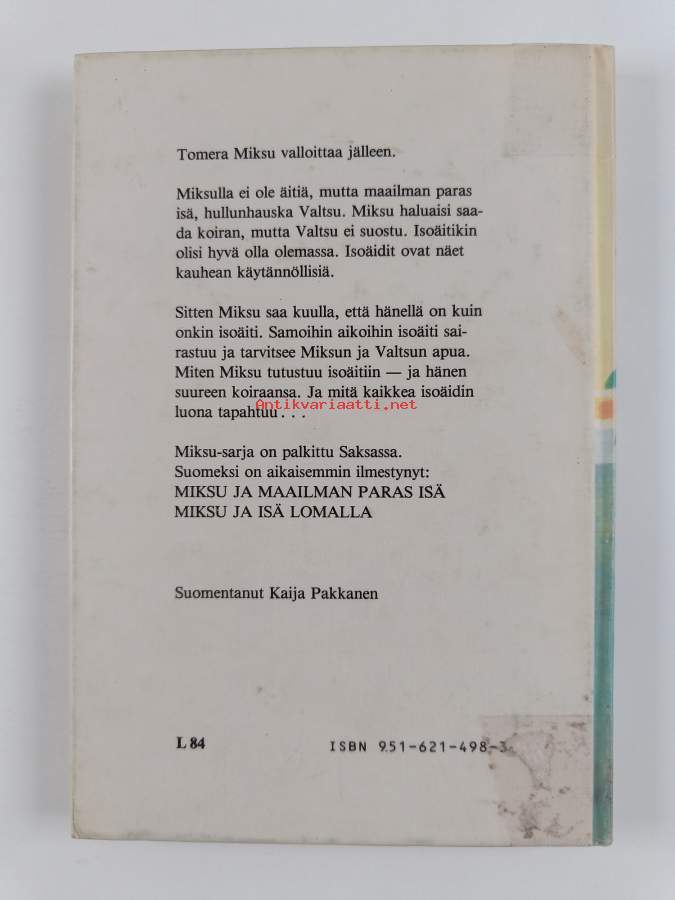 Tomera Miksu valloittaa jälleen.
Miksulla ei ole äitiä, mutta maailman paras
isä, hullunhauska Valtsu. Miksu haluaisi saa-
da koiran, mutta Valtsu ei suostu. Isoäitikin
olisi hyvä olla olemassa. Isoäidit ovat näet
kauhean käytännöllisiä.
Sitten Miksu saa kuulla, että hänellä on kuin
onkin isoäiti. Samoihin aikoihin isoäiti sai-
rastuu ja tarvitsee Miksun ja Valtsun apua.
Miten Miksu tutustuu isoäitiin — ja hänen
suureen koiraansa. Ja mitä kaikkea isoäidin
luona tapahtuu . . .
Antikvariaatti.net
Miksu-sarja on palkittu Saksassa.
Suomeksi on aikaisemmin ilmestynyt:
MIKSU JA MAAILMAN PARAS ISÄ
MIKSU JA ISÄ LOMALLA
Suomentanut Kaija Pakkanen
L 84
ISBN 951-621-498-3